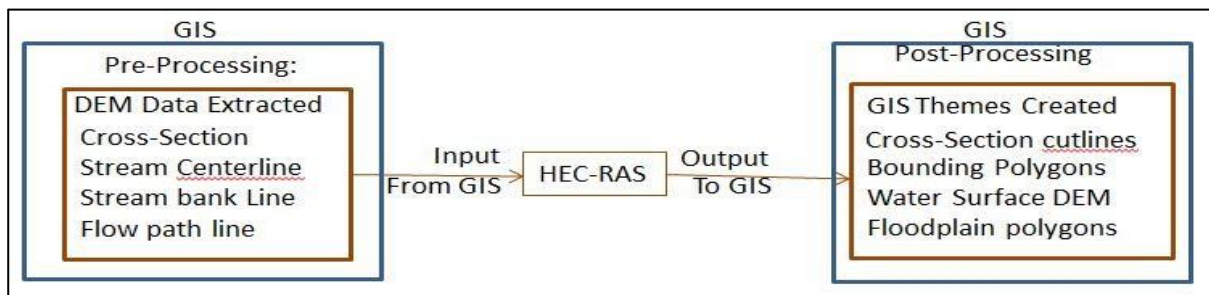 GIS
Pre-Processing:
DEM Data Extracted
Cross-Section
Stream Centerline
Stream bank Line
Flow path line
Input
From GIS
HEC-RAS
Output
To GIS
GIS
Post-Processing
GIS Themes Created
Cross-Section cutlines
Bounding Polygons
Water Surface DEM
Floodplain polygons